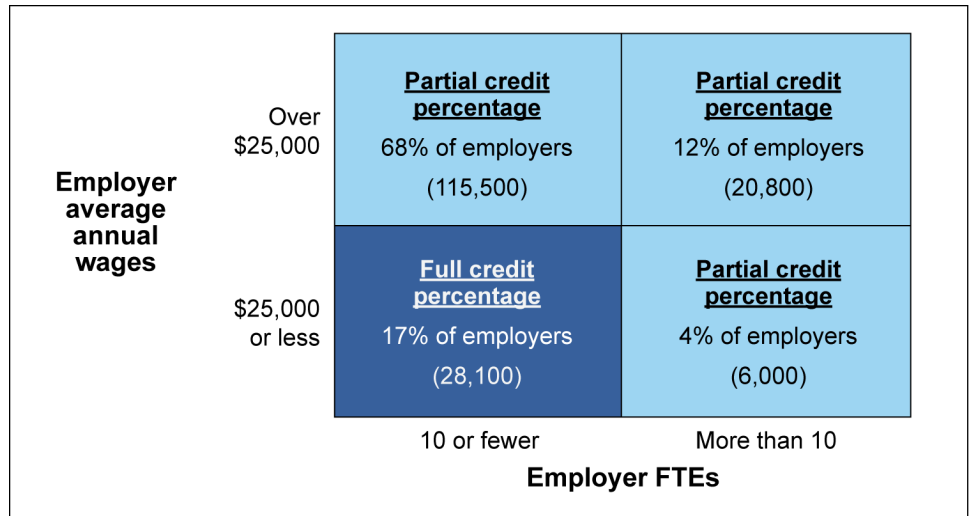 Employer
average
annual
wages
Over
$25,000
Partial credit
percentage
68% of employers
(115,500)
Partial credit
percentage
12% of employers
(20,800)
$25,000
or less
Full credit
percentage
17% of employers
(28,100)
Partial credit
percentage
4% of employers
(6,000)
10 or fewer
More than 10
Employer FTEs